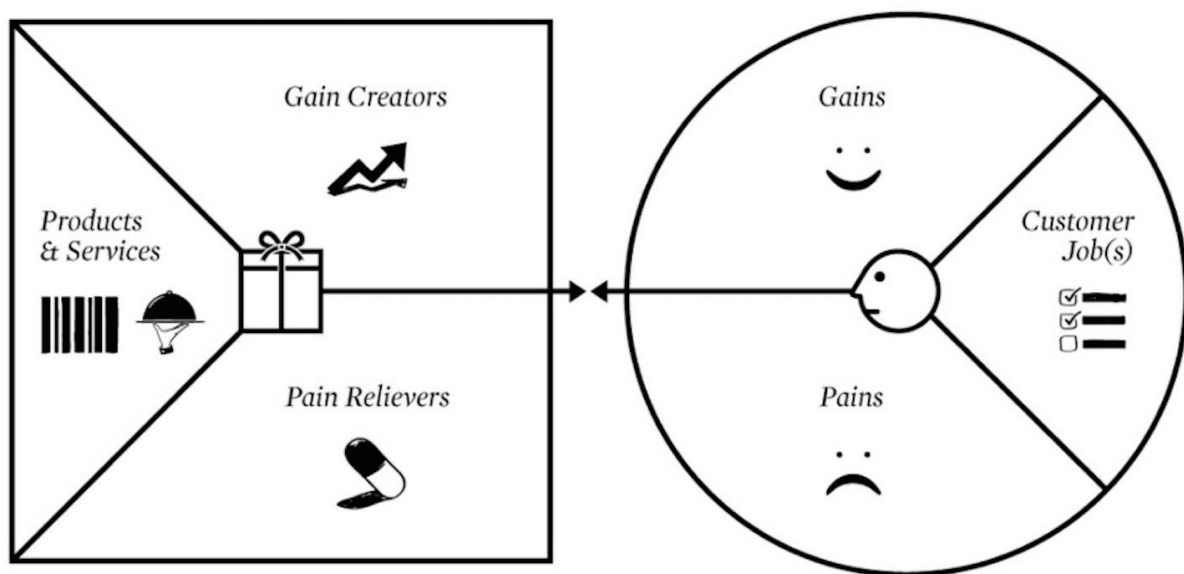 Gain Creators
Products
& Services
Pain Relievers
Gains
Customer
Job(s)
Pains